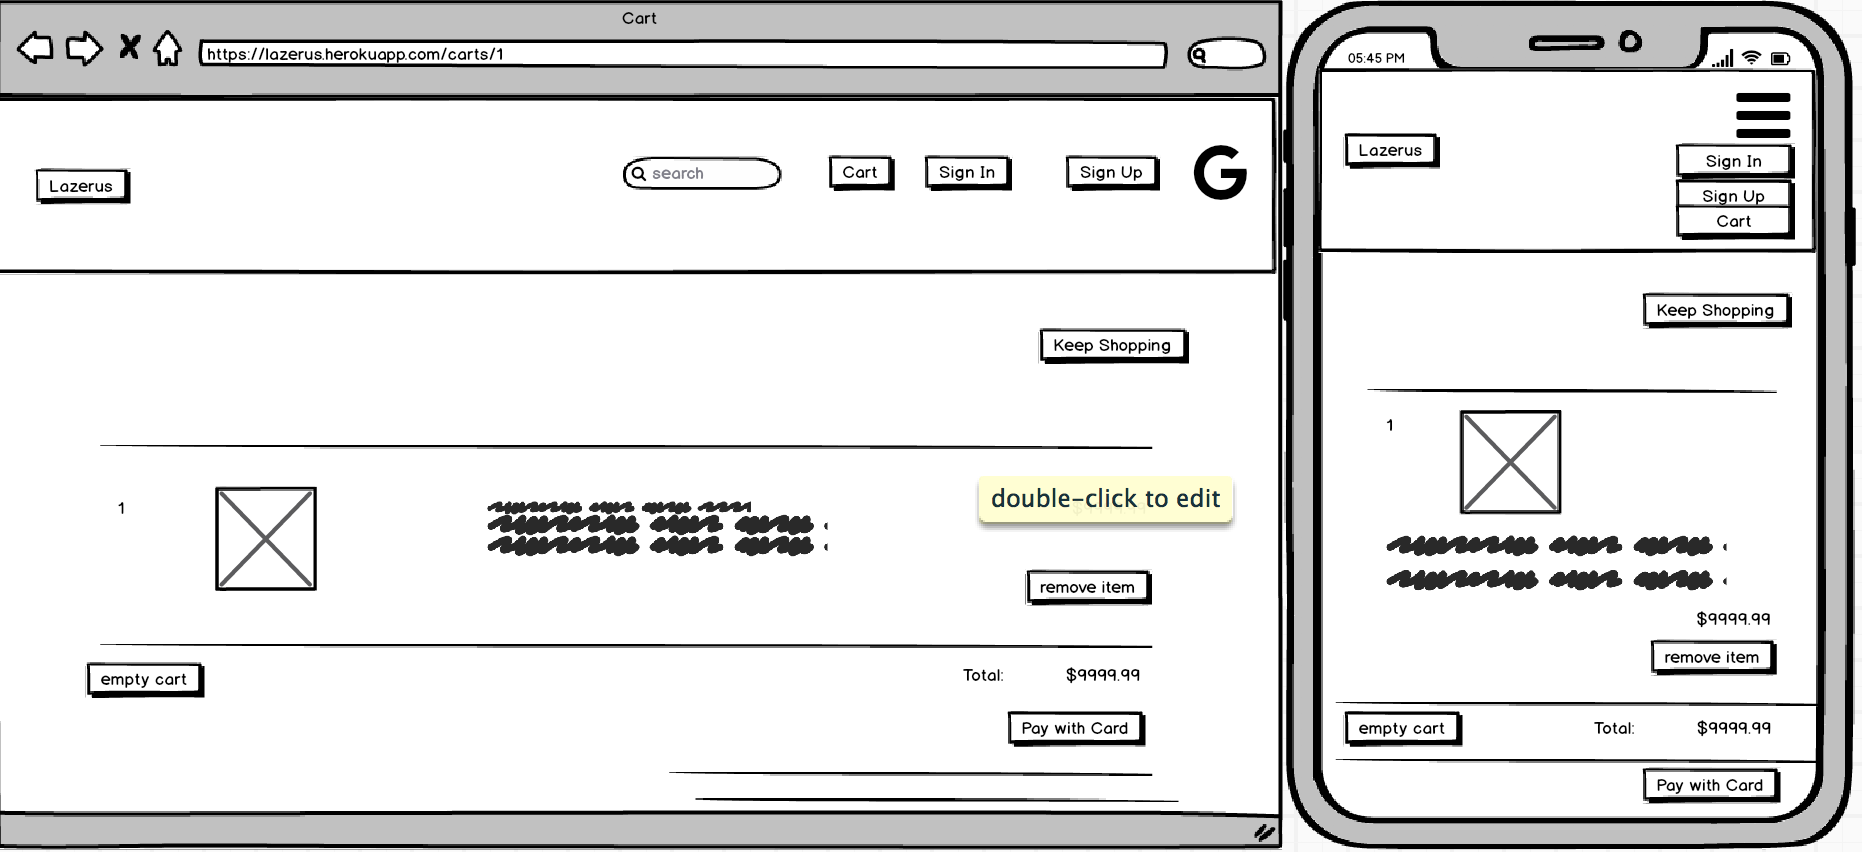 Cart
https://lazerus.herokuapp.com/carts/1
Lazerus
search
Cart
Sign In
Sign Up
G
Keep Shopping
1
double-click to edit
remove item
empty cart
Total: $9999.99
Pay with Card
05:45 PM
Lazerus
Sign In
Sign Up
Cart
Keep Shopping
1
$9999.99
remove item
empty cart
Total: $9999.99
Pay with Card